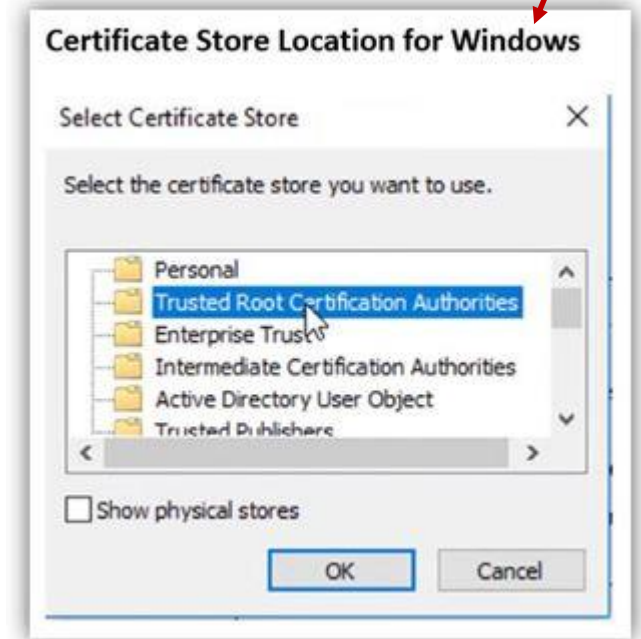 Certificate Store Location for Windows
Select Certificate Store
Select the certificate store you want to use.
Personal
Trusted Root Certification Authorities
Enterprise Trust
Intermediate Certification Authorities
Active Directory User Object
Trusted Publishers
Show physical stores
OK Cancel